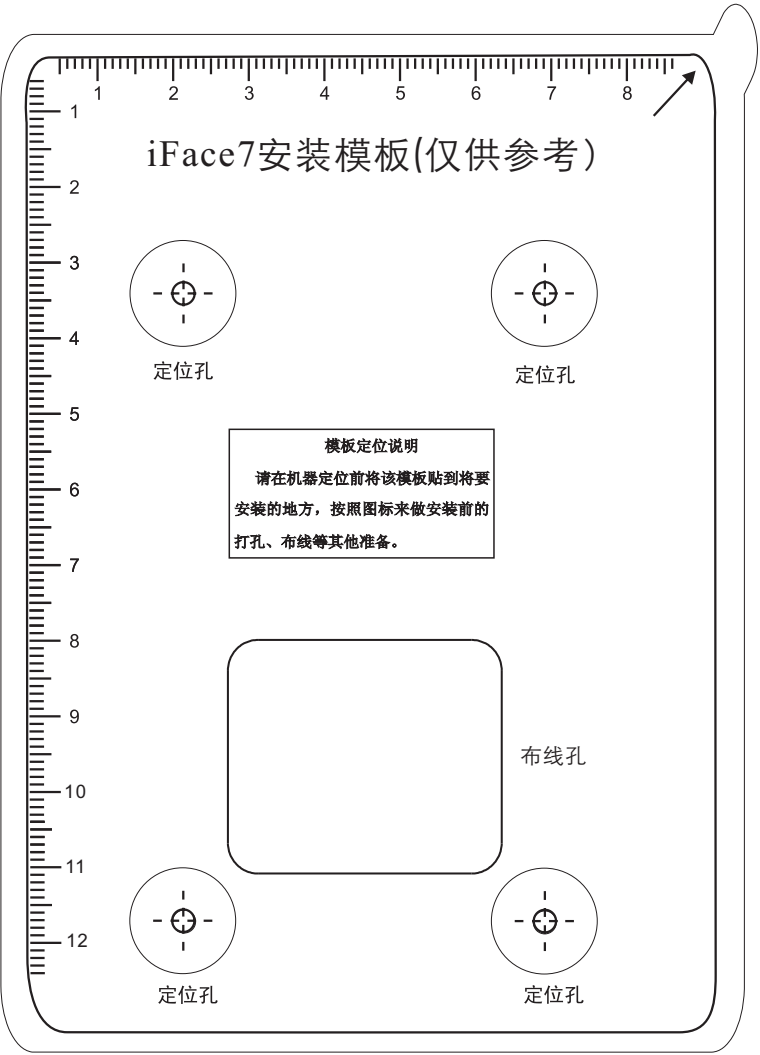 1 2 3 4 5 6 7 8
1
iFace7安装模板(仅供参考）
2
3
4
定位孔 定位孔
5
模板定位说明
请在机器定位前将该模板贴到将要
6
安装的地方，按照图标来做安装前的
打孔、布线等其他准备。
7
8
9
布线孔
10
11
12
定位孔 定位孔